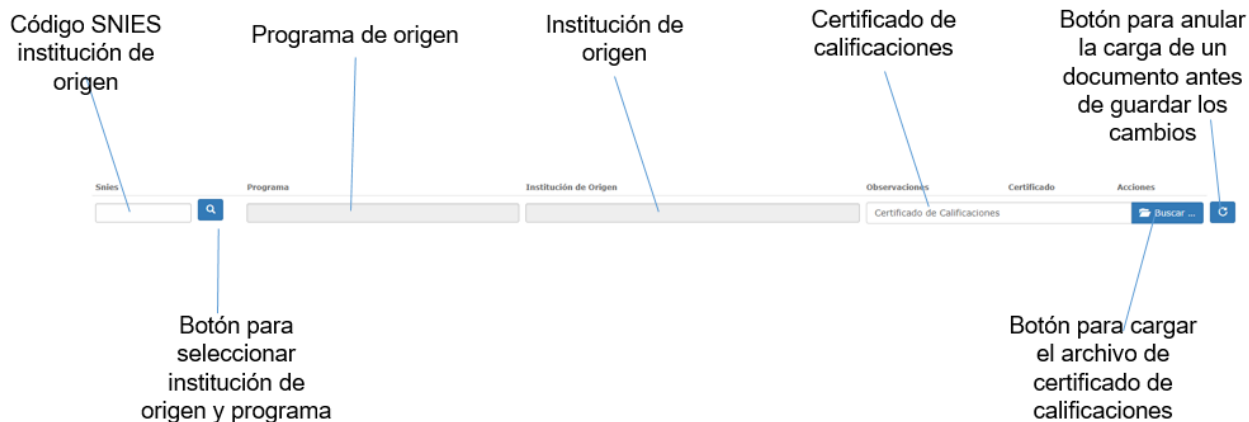 Código SNIES
institución de
origen
Programa de origen
Institución de
origen
Certificado de
calificaciones
Botón para anular
la carga de un
documento antes
de guardar los
cambios
Snies
Programa
Institución de Origen
Observaciones
Certificado
Acciones
Certificado de Calificaciones
Buscar ...
Botón para
seleccionar
institución de
origen y programa
Botón para cargar
el archivo de
certificado de
calificaciones